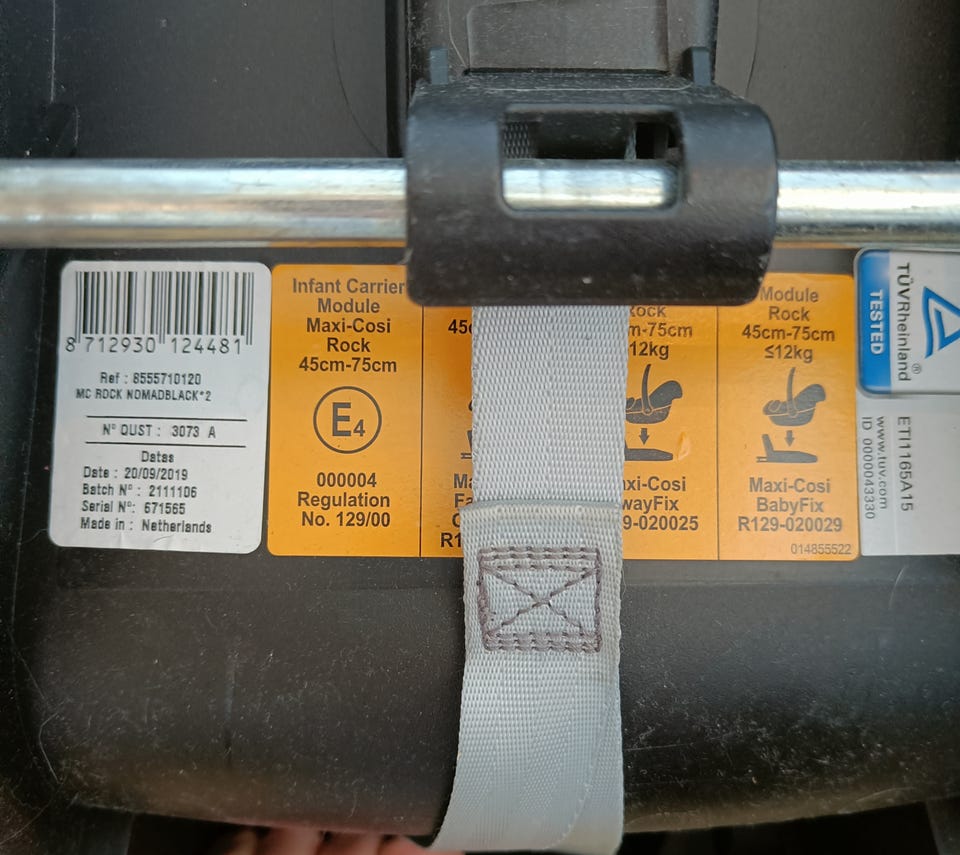 8 712930 124481
Ref : 8555710120
MC ROCK NOMADBLACK*2
N° OUST : 3073 A
Datas
Date : 20/09/2019
Batch N° : 2111106
Serial N°: 671565
Made in : Netherlands
Infant Carrier
Module
Maxi-Cosi
Rock
45cm-75cm
E4
000004
Regulation
No. 129/00
45c
Ma
Fa
R1
Rock
-75cm
12kg
axi-Cosi
wayFix
9-020025
Module
Rock
45cm-75cm
≤12kg
Maxi-Cosi
BabyFix
R129-020029
014855522
TÜVRheinland®
TESTED
ETI1165A15
www.tuv.com
ID 0000043330